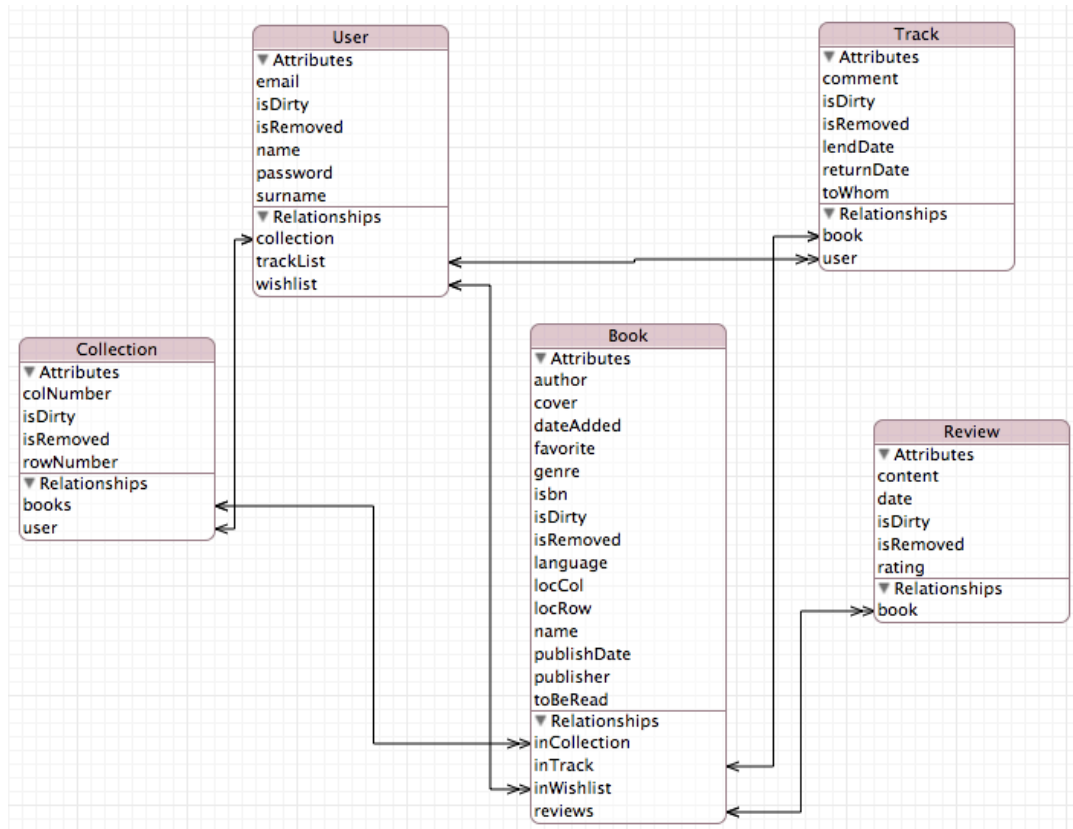 User
Attributes
email
isDirty
isRemoved
name
password
surname
Relationships
collection
trackList
wishlist
Track
Attributes
comment
isDirty
isRemoved
lendDate
returnDate
toWhom
Relationships
book
user
Collection
Attributes
colNumber
isDirty
isRemoved
rowNumber
Relationships
books
user
Book
Attributes
author
cover
dateAdded
favorite
genre
isbn
isDirty
isRemoved
language
locCol
locRow
name
publishDate
publisher
toBeRead
Relationships
inCollection
inTrack
inWishlist
reviews
Review
Attributes
content
date
isDirty
isRemoved
rating
Relationships
book